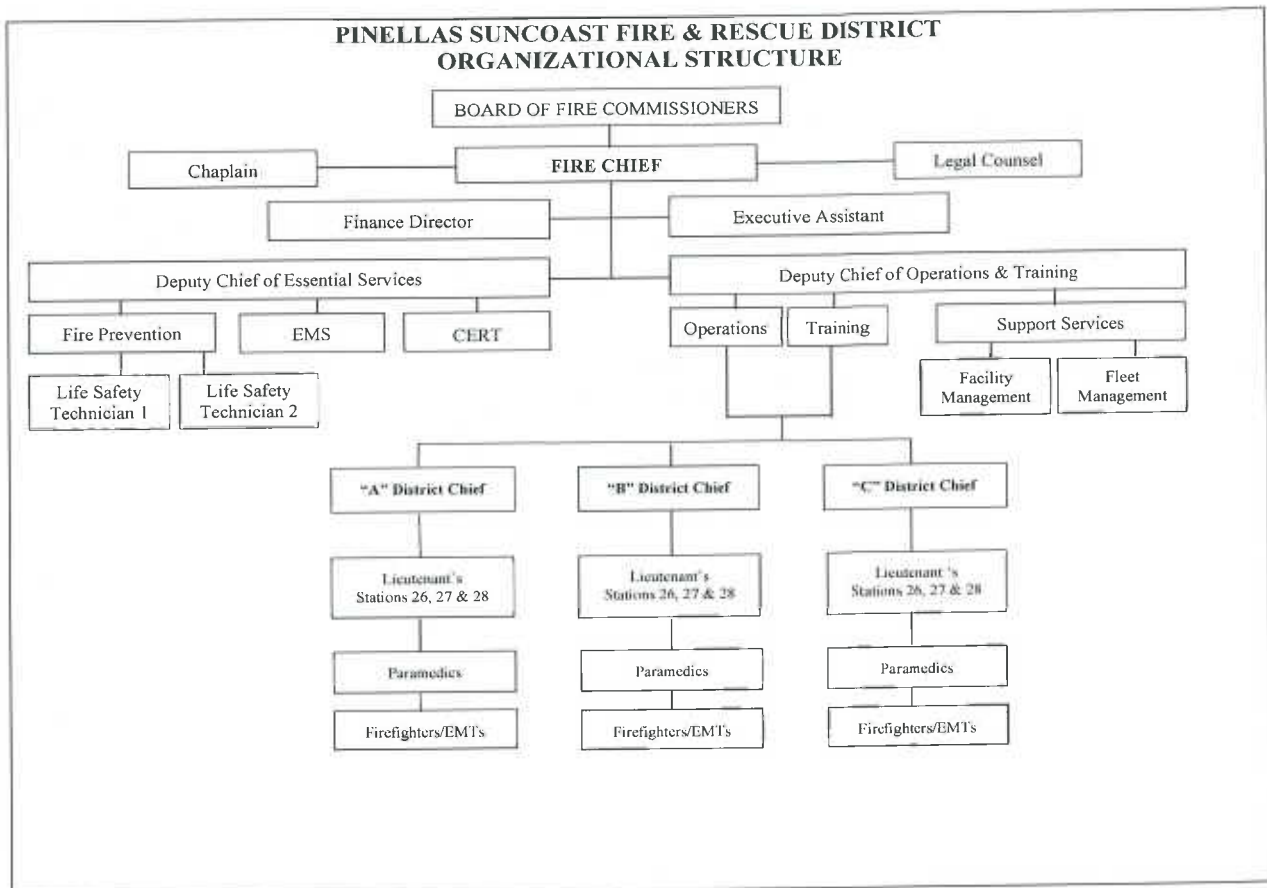 PINELLAS SUNCOAST FIRE & RESCUE DISTRICT
ORGANIZATIONAL STRUCTURE
BOARD OF FIRE COMMISSIONERS
Chaplain
FIRE CHIEF
Legal Counsel
Finance Director
Executive Assistant
Deputy Chief of Essential Services
Deputy Chief of Operations & Training
Fire Prevention
EMS
CERT
Operations
Training
Support Services
Life Safety
Technician 1
Life Safety
Technician 2
Facility
Management
Fleet
Management
"A" District Chief
"B" District Chief
"C" District Chief
Lieutenant's
Stations 26, 27 & 28
Lieutenant's
Stations 26, 27 & 28
Lieutenant 's
Stations 26, 27 & 28
Paramedics
Paramedics
Paramedics
Firefighters/EMTs
Firefighters/EMTs
Firefighters/EMTs